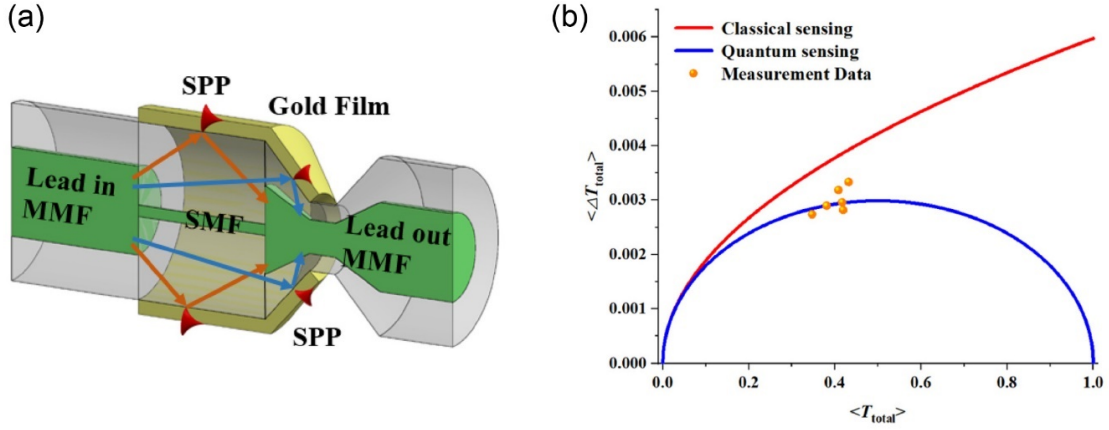 (a)
SPP
Gold Film
Lead in
MMF
SMF
Lead out
MMF
SPP
(b)
Classical sensing
Quantum sensing
Measurement Data
<ΔT_total>
0.006
0.005
0.004
0.003
0.002
0.001
0.000
0.0 0.2 0.4 0.6 0.8 1.0
<T_total>